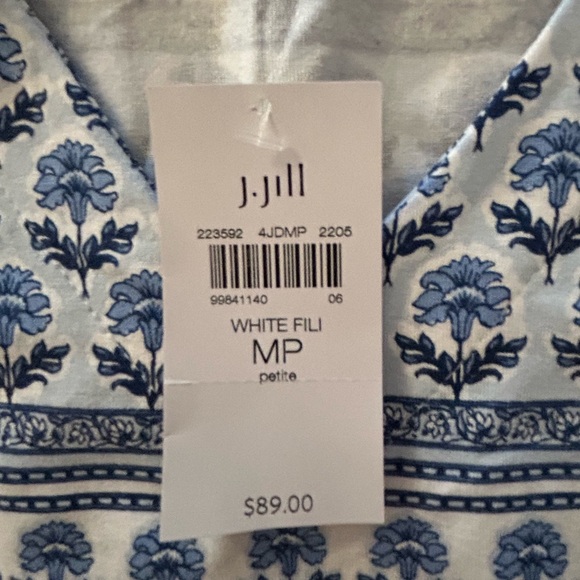 J.Jill
223592 4JDMP 2205
99841140 06
WHITE FILI
MP
petite
$89.00